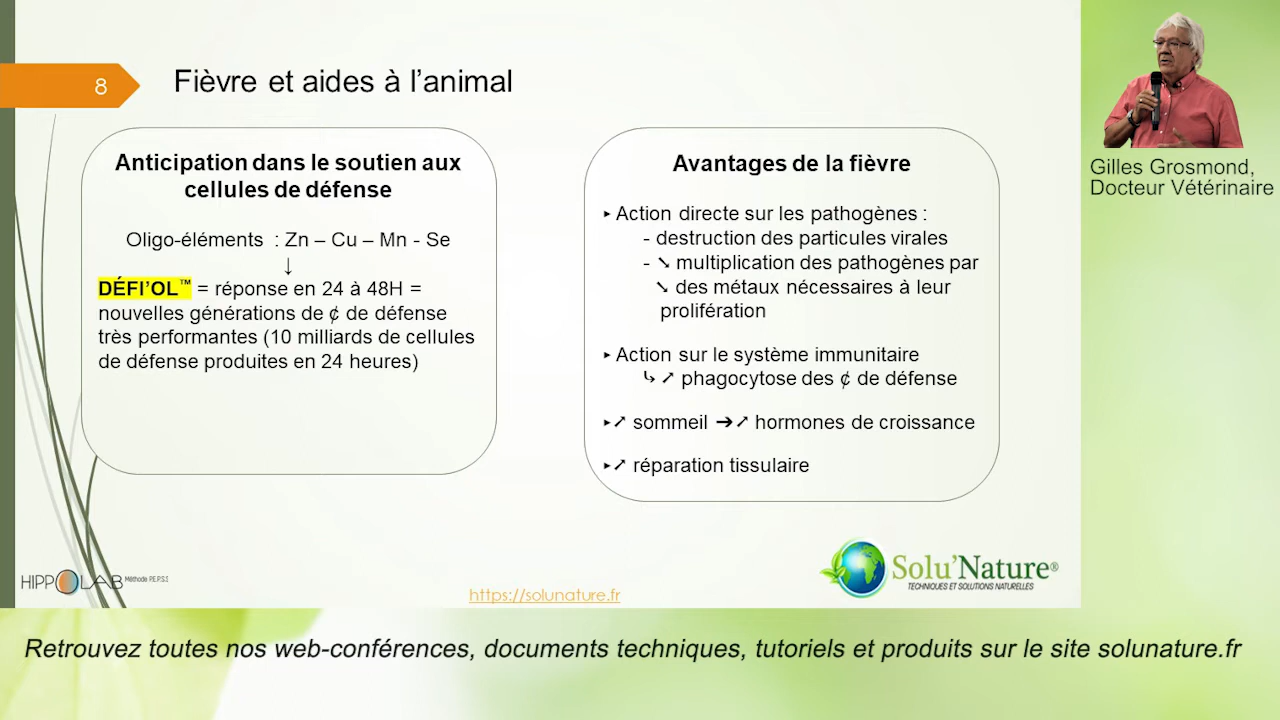 8
Fièvre et aides à l’animal
Anticipation dans le soutien aux
cellules de défense
Oligo-éléments : Zn – Cu – Mn - Se
↓
DÉFI’OL™ = réponse en 24 à 48H =
nouvelles générations de ¢ de défense
très performantes (10 milliards de cellules
de défense produites en 24 heures)
Avantages de la fièvre
▸ Action directe sur les pathogènes :
- destruction des particules virales
- ➘ multiplication des pathogènes par
➘ des métaux nécessaires à leur
prolifération
▸ Action sur le système immunitaire
⤷ ➚ phagocytose des ¢ de défense
▸➚ sommeil ➔➚ hormones de croissance
▸➚ réparation tissulaire
Gilles Grosmond,
Docteur Vétérinaire
HIPPOLAB Méthode P.E.P.S.S
https://solunature.fr
Solu’Nature®
TECHNIQUES ET SOLUTIONS NATURELLES
Retrouvez toutes nos web-conférences, documents techniques, tutoriels et produits sur le site solunature.fr